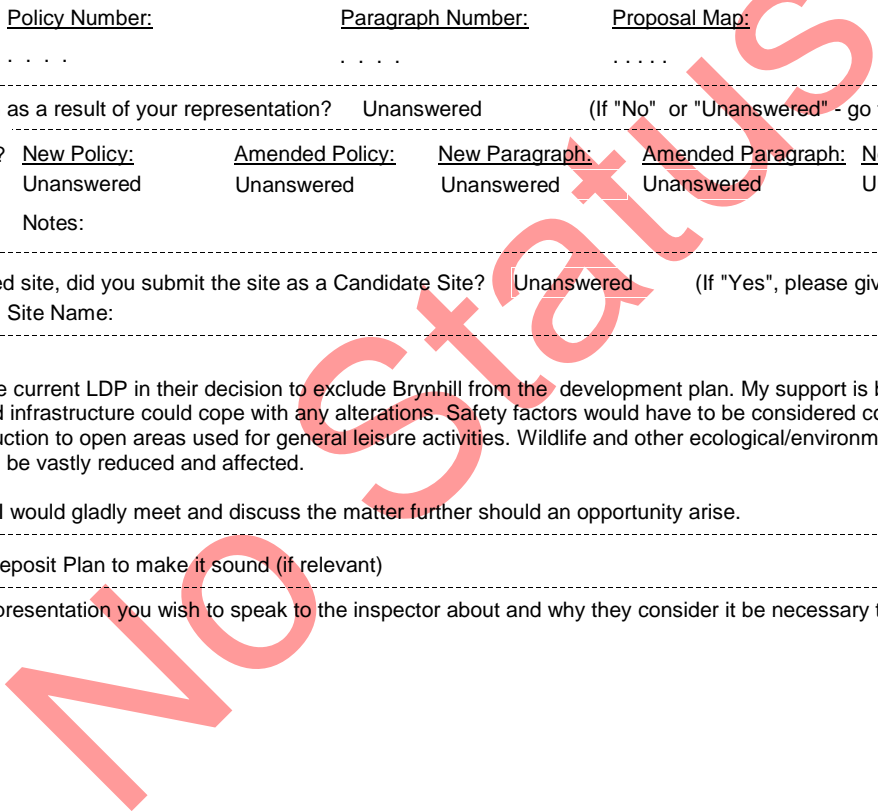 Policy Number: Paragraph Number: Proposal Map:
. . . . . . . . . . . . .
as a result of your representation? Unanswered (If "No" or "Unanswered" - go
? New Policy: Amended Policy: New Paragraph: Amended Paragraph:
Unanswered Unanswered Unanswered Unanswered U
Notes:
ed site, did you submit the site as a Candidate Site? Unanswered (If "Yes", please giv
Site Name:
e current LDP in their decision to exclude Brynhill from the development plan. My support is b
d infrastructure could cope with any alterations. Safety factors would have to be considered co
uction to open areas used for general leisure activities. Wildlife and other ecological/environm
be vastly reduced and affected.
I would gladly meet and discuss the matter further should an opportunity arise.
eposit Plan to make it sound (if relevant)
presentation you wish to speak to the inspector about and why they consider it be necessary t
No Status